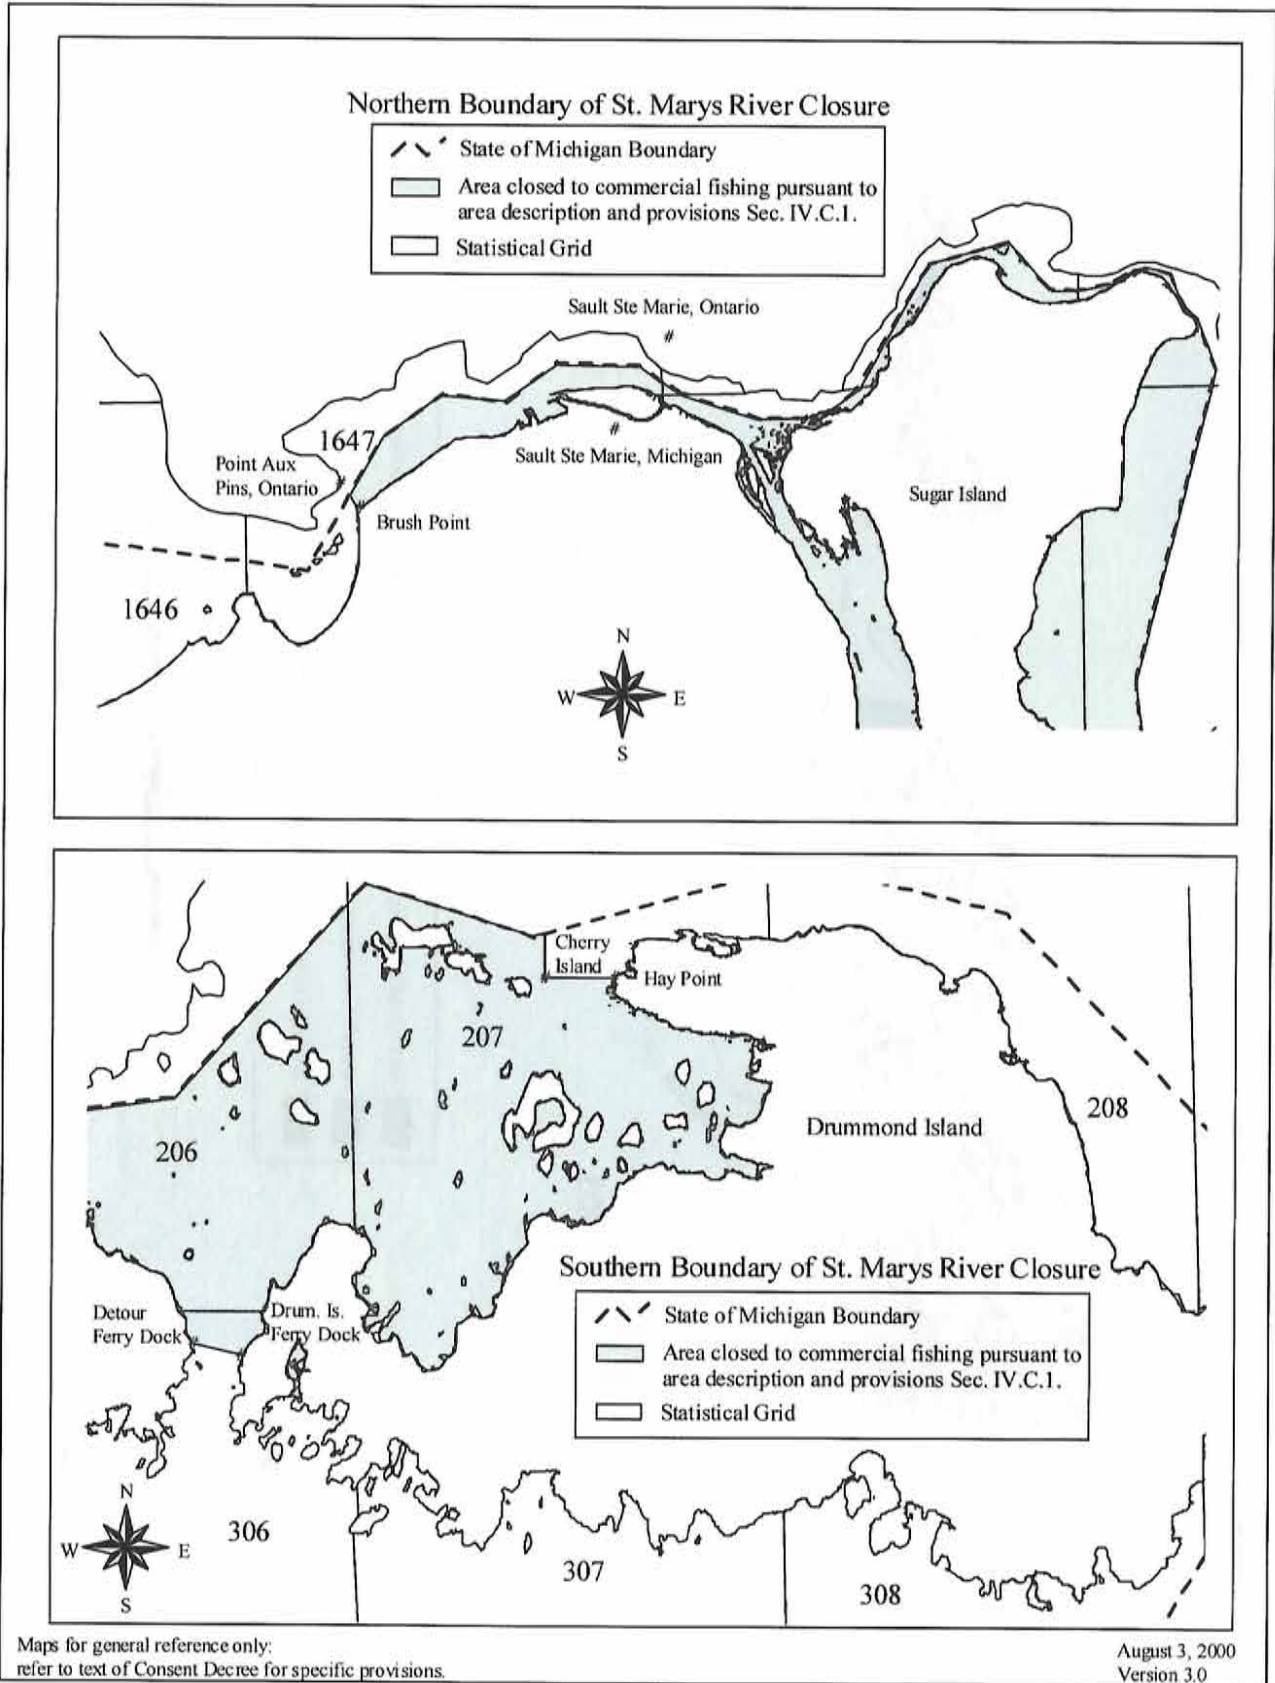 Northern Boundary of St. Marys River Closure
State of Michigan Boundary
Area closed to commercial fishing pursuant to
area description and provisions Sec. IV.C.1.
Statistical Grid
Sault Ste Marie, Ontario
#
1647
#
Sault Ste Marie, Michigan
Point Aux
Pins, Ontario
Sugar Island
Brush Point
1646
N
W
E
S
Cherry
Island
Hay Point
207
208
Drummond Island
206
Southern Boundary of St. Marys River Closure
State of Michigan Boundary
Area closed to commercial fishing pursuant to
area description and provisions Sec. IV.C.1.
Statistical Grid
Detour
Ferry Dock
Drum. Is.
Ferry Dock
N
W
E
S
306
307
308
Maps for general reference only:
refer to text of Consent Decree for specific provisions.
August 3, 2000
Version 3.0